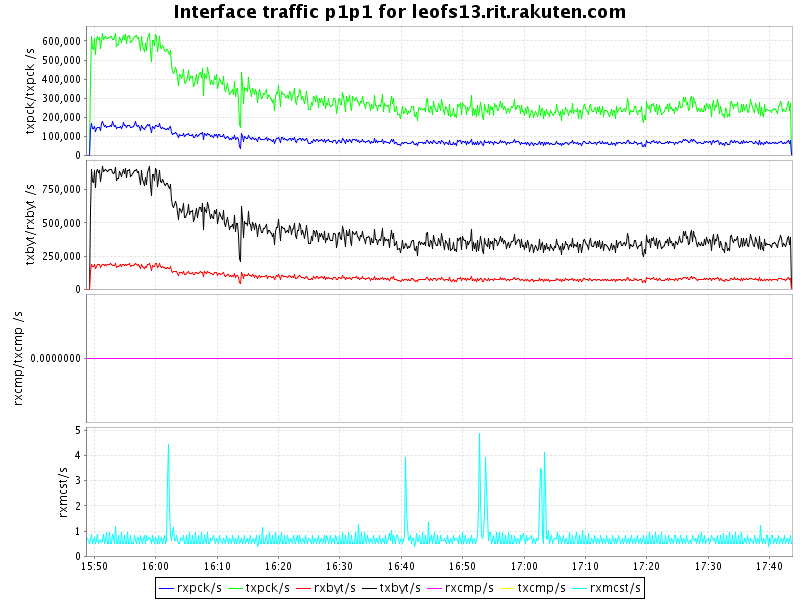 Interface traffic p1p1 for leofs13.rit.rakuten.com
txpck/txpck /s
600,000
500,000
400,000
300,000
200,000
100,000
0
txbyt/rxbyt /s
750,000
500,000
250,000
0
rxcmp/txcmp /s
0.0000000
rxmcst/s
5
4
3
2
1
0
15:50 16:00 16:10 16:20 16:30 16:40 16:50 17:00 17:10 17:20 17:30 17:40
rxpck/s txpck/s rxbyt/s txbyt/s rxcmp/s txcmp/s rxmcst/s